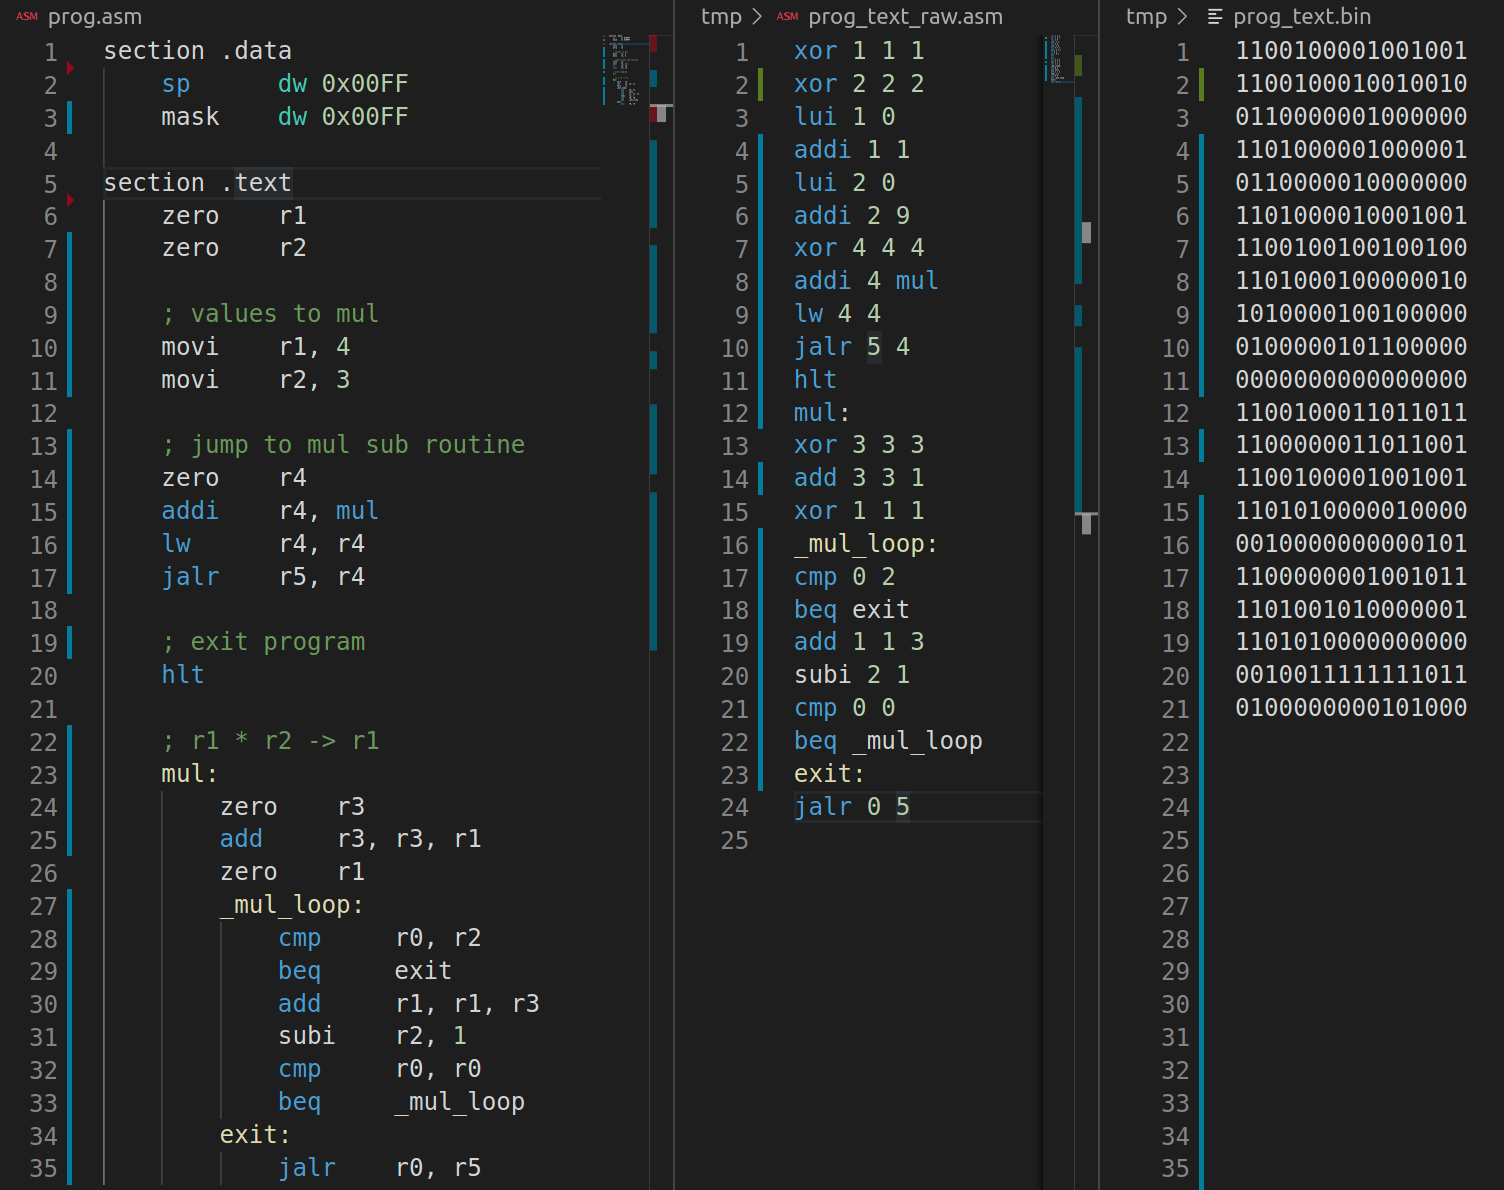 ASM prog.asm
1 section .data
2 sp dw 0x00FF
3 mask dw 0x00FF
4
5 section .text
6 zero r1
7 zero r2
8
9 ; values to mul
10 movi r1, 4
11 movi r2, 3
12
13 ; jump to mul sub routine
14 zero r4
15 addi r4, mul
16 lw r4, r4
17 jalr r5, r4
18
19 ; exit program
20 hlt
21
22 ; r1 * r2 -> r1
23 mul:
24 zero r3
25 add r3, r3, r1
26 zero r1
27 _mul_loop:
28 cmp r0, r2
29 beq exit
30 add r1, r1, r3
31 subi r2, 1
32 cmp r0, r0
33 beq _mul_loop
34 exit:
35 jalr r0, r5
tmp > ASM prog_text_raw.asm
1 xor 1 1 1
2 xor 2 2 2
3 lui 1 0
4 addi 1 1
5 lui 2 0
6 addi 2 9
7 xor 4 4 4
8 addi 4 mul
9 lw 4 4
10 jalr 5 4
11 hlt
12 mul:
13 xor 3 3 3
14 add 3 3 1
15 xor 1 1 1
16 _mul_loop:
17 cmp 0 2
18 beq exit
19 add 1 1 3
20 subi 2 1
21 cmp 0 0
22 beq _mul_loop
23 exit:
24 jalr 0 5
25
tmp > prog_text.bin
1 1100100001001001
2 1100100010010010
3 0110000001000000
4 1101000001000001
5 0110000010000000
6 1101000010001001
7 1100100100100100
8 1101000100000010
9 1010000100100000
10 0100000101100000
11 0000000000000000
12 1100100011011011
13 1100000011011001
14 1100100001001001
15 1101010000010000
16 0010000000000101
17 1100000001001011
18 1101001010000001
19 1101010000000000
20 0010011111111011
21 0100000000101000
22
23
24
25
26
27
28
29
30
31
32
33
34
35